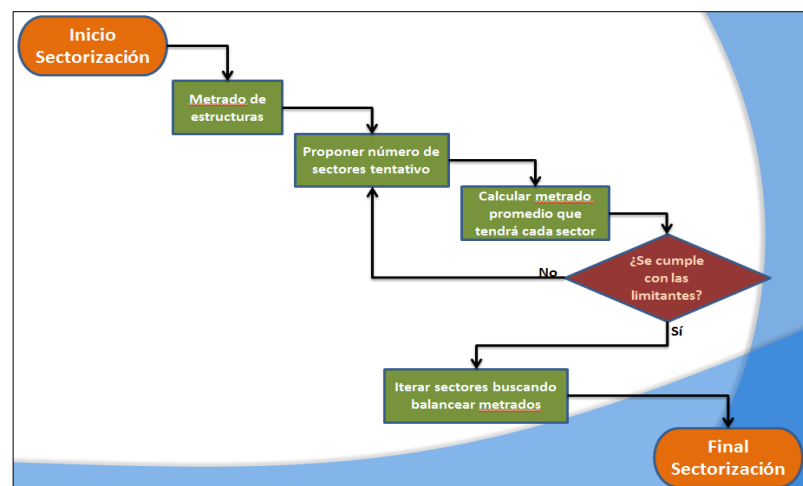 Inicio
Sectorización
Metrado de
estructuras
Proponer número de
sectores tentativo
Calcular metrado
promedio que
tendrá cada sector
¿Se cumple
con las
limitantes?
No
Sí
Iterar sectores buscando
balancear metrados
Final
Sectorización